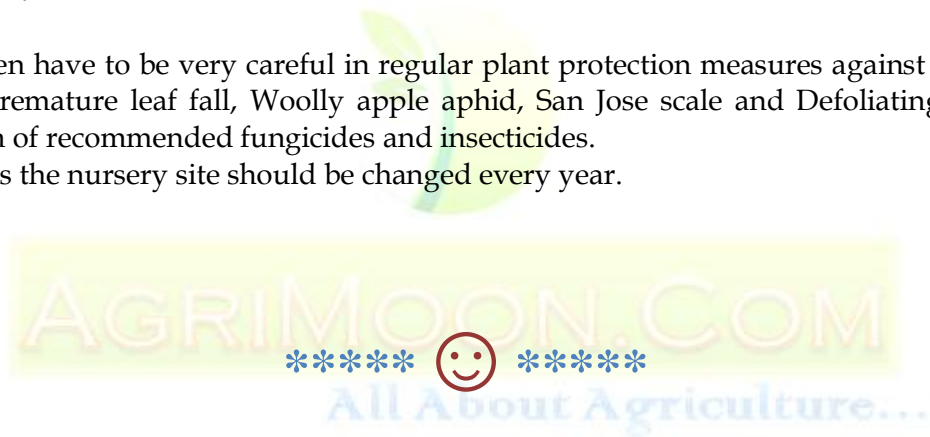 en have to be very careful in regular plant protection measures against
remature leaf fall, Woolly apple aphid, San Jose scale and Defoliating
n of recommended fungicides and insecticides.
s the nursery site should be changed every year.
AGRIMOON.COM
***** ☺ *****
All About Agriculture...